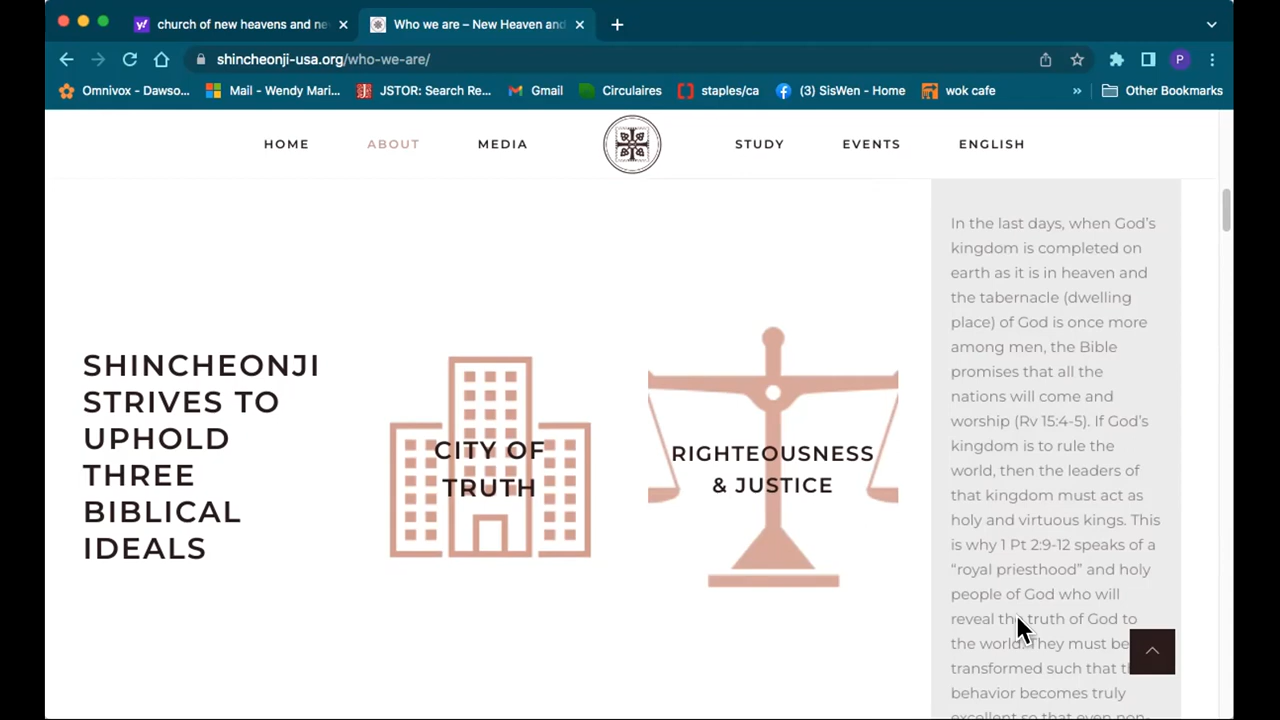 church of new heavens and ne
Who we are – New Heaven and
shincheonji-usa.org/who-we-are/
P
Omnivox - Dawso...
Mail - Wendy Mari...
JSTOR: Search Re...
Gmail
Circulaires
staples/ca
(3) SisWen - Home
wok cafe
»
Other Bookmarks
HOME
ABOUT
MEDIA
STUDY
EVENTS
ENGLISH
SHINCHEONJI
STRIVES TO
UPHOLD
THREE
BIBLICAL
IDEALS
CITY OF
TRUTH
RIGHTEOUSNESS
& JUSTICE
In the last days, when God’s
kingdom is completed on
earth as it is in heaven and
the tabernacle (dwelling
place) of God is once more
among men, the Bible
promises that all the
nations will come and
worship (Rv 15:4-5). If God’s
kingdom is to rule the
world, then the leaders of
that kingdom must act as
holy and virtuous kings. This
is why 1 Pt 2:9-12 speaks of a
“royal priesthood” and holy
people of God who will
reveal the truth of God to
the world. They must be
transformed such that
behavior becomes truly
excellent so that even non-